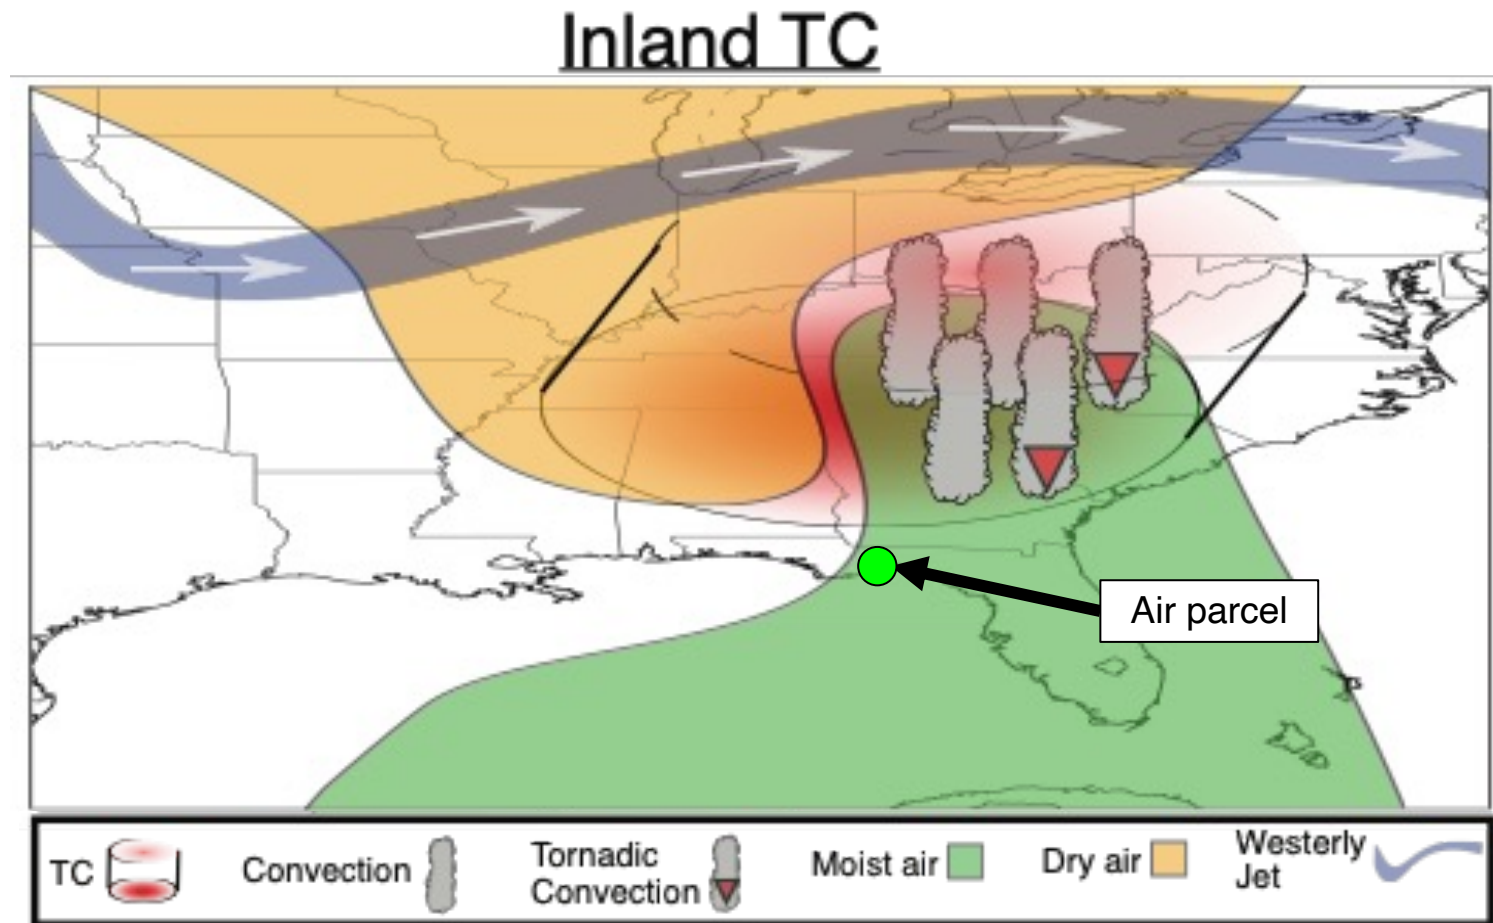 Inland TC
Air parcel
TC
Convection
Tornadic
Convection
Moist air
Dry air
Westerly
Jet